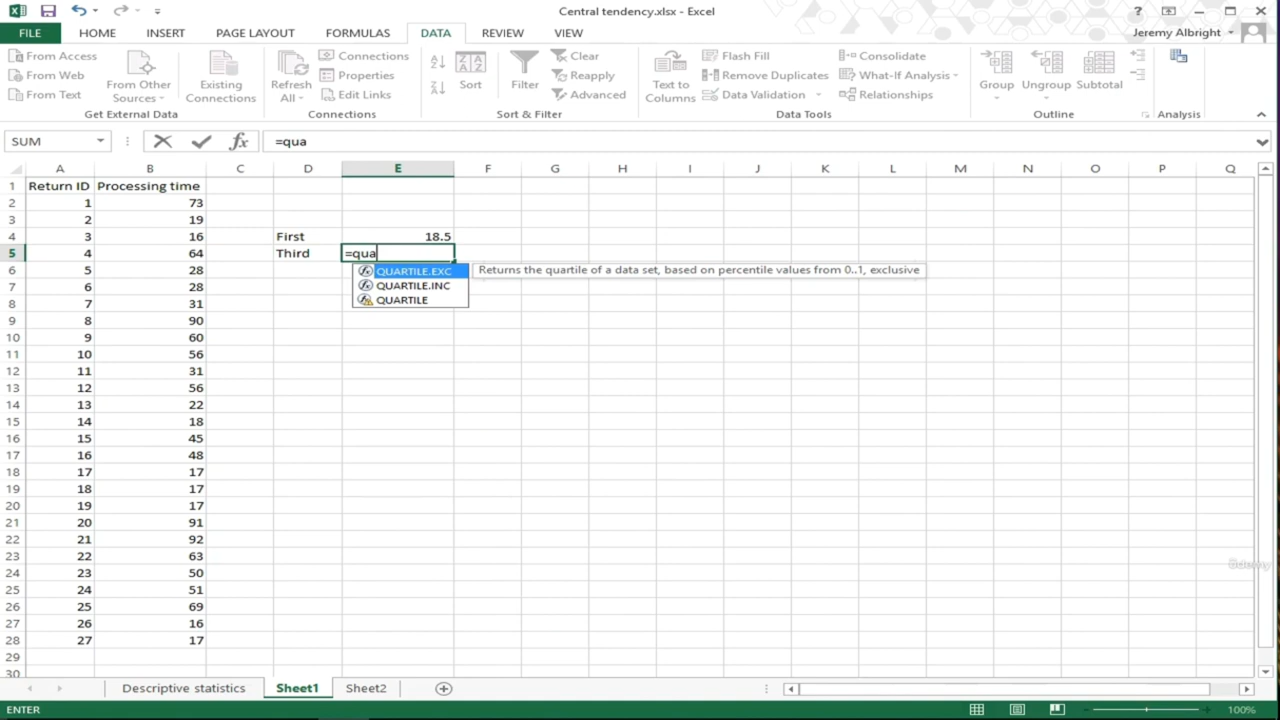 Central tendency.xlsx - Excel
?
FILE HOME INSERT PAGE LAYOUT FORMULAS DATA REVIEW VIEW Jeremy Albright
From Access
From Web
From Text
From Other Sources
Existing Connections
Get External Data
Refresh All
Connections
Properties
Edit Links
Connections
Sort
Filter
Clear
Reapply
Advanced
Sort & Filter
Text to Columns
Flash Fill
Remove Duplicates
Data Validation
Consolidate
What-If Analysis
Relationships
Data Tools
Group
Ungroup
Subtotal
Outline
Analysis
SUM fx =qua
A B C D E F G H I J K L M N O P Q
1 Return ID Processing time
2 1 73
3 2 19
4 3 16 First 18.5
5 4 64 Third =qua
6 5 28 QUARTILE.EXC Returns the quartile of a data set, based on percentile values from 0..1, exclusive
7 6 28 QUARTILE.INC
8 7 31 QUARTILE
9 8 90
10 9 60
11 10 56
12 11 31
13 12 56
14 13 22
15 14 18
16 15 45
17 16 48
18 17 17
19 18 17
20 19 17
21 20 91
22 21 92
23 22 63
24 23 50
25 24 51
26 25 69
27 26 16
28 27 17
29
30
Descriptive statistics Sheet1 Sheet2
ENTER 100%
Udemy